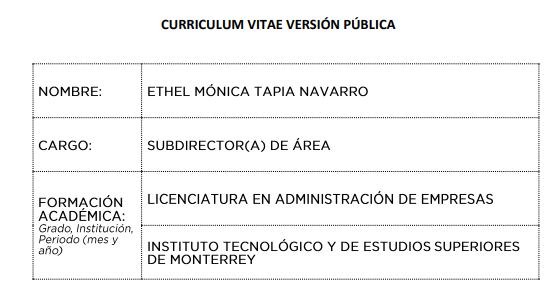 CURRICULUM VITAE VERSIÓN PÚBLICA
NOMBRE:
ETHEL MÓNICA TAPIA NAVARRO
CARGO:
SUBDIRECTOR(A) DE ÁREA
FORMACIÓN
ACADÉMICA:
Grado, Institución,
Periodo (mes y
año)
LICENCIATURA EN ADMINISTRACIÓN DE EMPRESAS
INSTITUTO TECNOLÓGICO Y DE ESTUDIOS SUPERIORES
DE MONTERREY